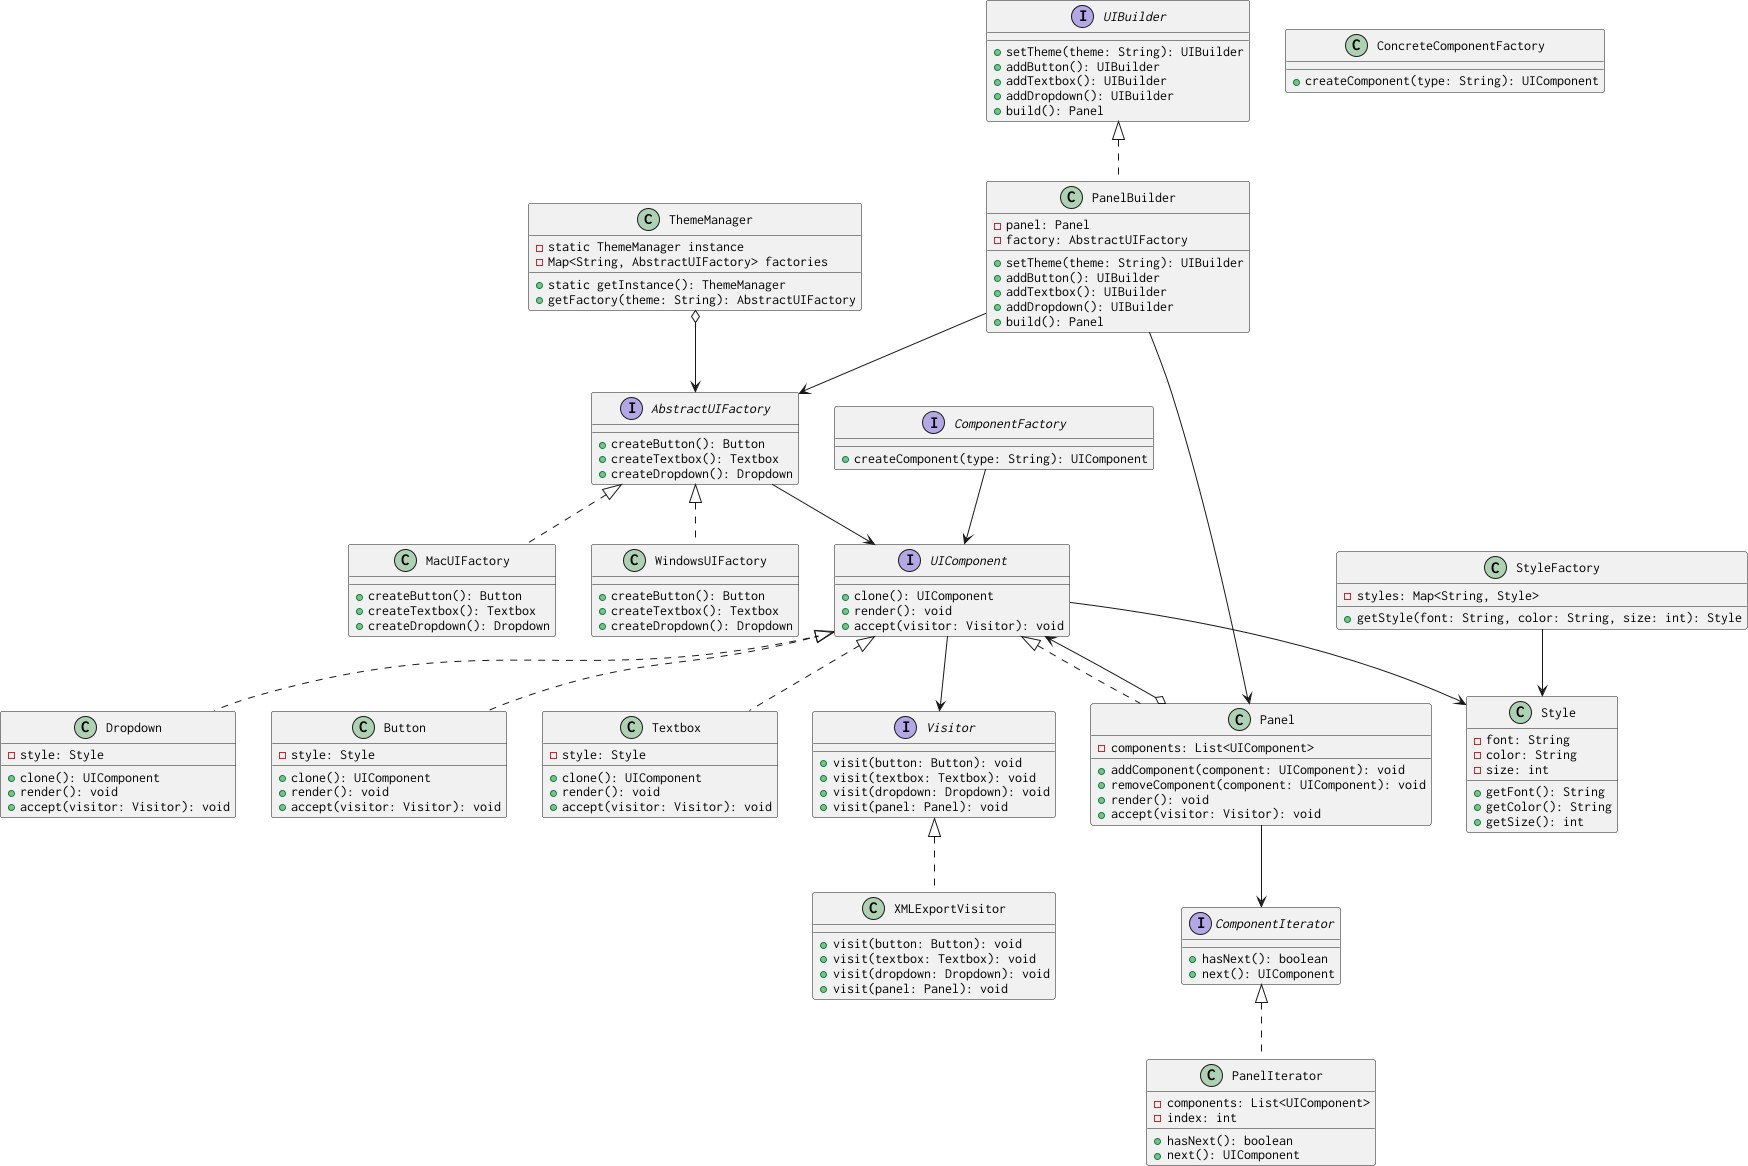 I UIBuilder
setTheme(theme: String): UIBuilder
addButton(): UIBuilder
addTextbox(): UIBuilder
addDropdown(): UIBuilder
build(): Panel
C ConcreteComponentFactory
createComponent(type: String): UIComponent
C PanelBuilder
panel: Panel
factory: AbstractUIFactory
setTheme(theme: String): UIBuilder
addButton(): UIBuilder
addTextbox(): UIBuilder
addDropdown(): UIBuilder
build(): Panel
C ThemeManager
static ThemeManager instance
Map<String, AbstractUIFactory> factories
static getInstance(): ThemeManager
getFactory(theme: String): AbstractUIFactory
I AbstractUIFactory
createButton(): Button
createTextbox(): Textbox
createDropdown(): Dropdown
I ComponentFactory
createComponent(type: String): UIComponent
C MacUIFactory
createButton(): Button
createTextbox(): Textbox
createDropdown(): Dropdown
C WindowsUIFactory
createButton(): Button
createTextbox(): Textbox
createDropdown(): Dropdown
I UIComponent
clone(): UIComponent
render(): void
accept(visitor: Visitor): void
C StyleFactory
styles: Map<String, Style>
getStyle(font: String, color: String, size: int): Style
C Dropdown
style: Style
clone(): UIComponent
render(): void
accept(visitor: Visitor): void
C Button
style: Style
clone(): UIComponent
render(): void
accept(visitor: Visitor): void
C Textbox
style: Style
clone(): UIComponent
render(): void
accept(visitor: Visitor): void
I Visitor
visit(button: Button): void
visit(textbox: Textbox): void
visit(dropdown: Dropdown): void
visit(panel: Panel): void
C Panel
components: List<UIComponent>
addComponent(component: UIComponent): void
removeComponent(component: UIComponent): void
render(): void
accept(visitor: Visitor): void
C Style
font: String
color: String
size: int
getFont(): String
getColor(): String
getSize(): int
C XMLExportVisitor
visit(button: Button): void
visit(textbox: Textbox): void
visit(dropdown: Dropdown): void
visit(panel: Panel): void
I ComponentIterator
hasNext(): boolean
next(): UIComponent
C PanelIterator
components: List<UIComponent>
index: int
hasNext(): boolean
next(): UIComponent